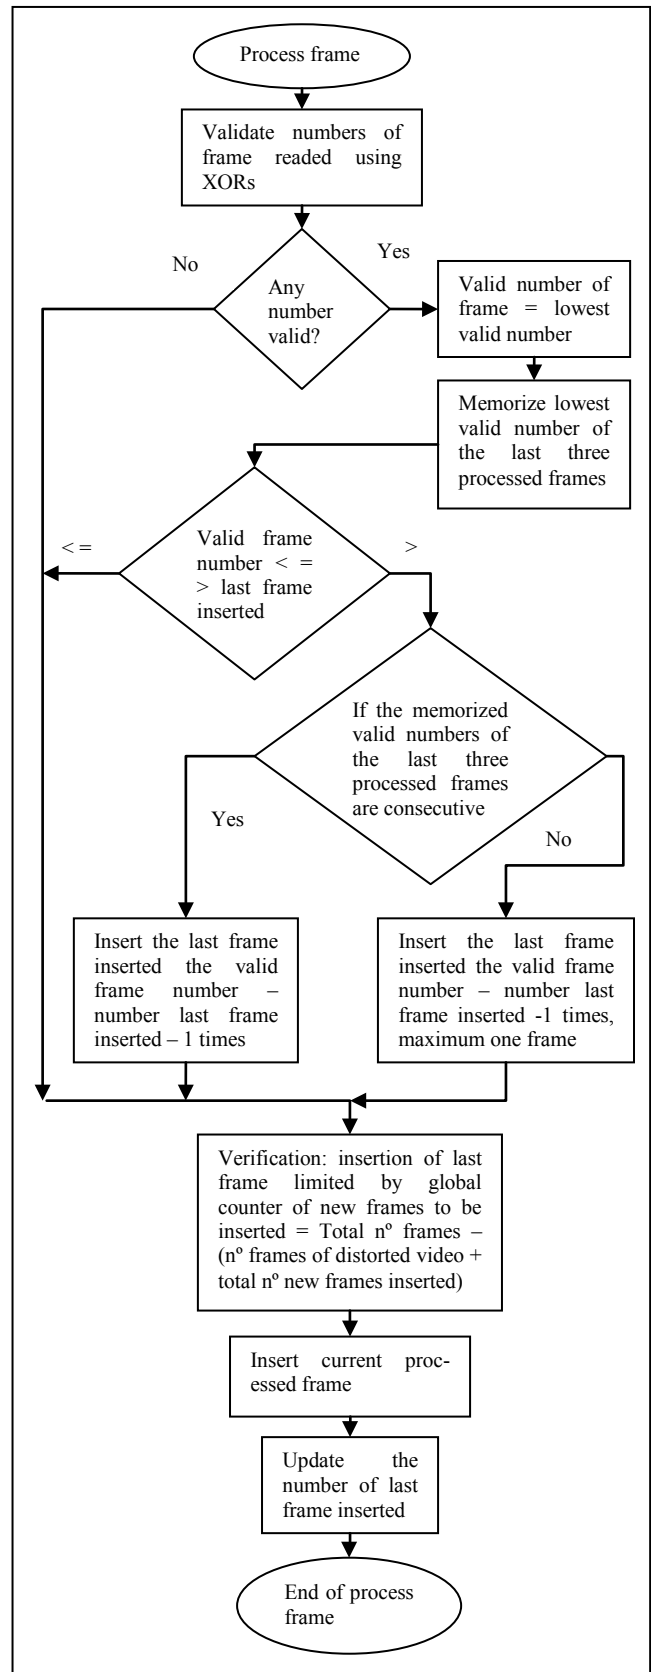 Process frame
Validate numbers of
frame readed using
XORs
No
Yes
Any
number
valid?
Valid number of
frame = lowest
valid number
Memorize lowest
valid number of
the last three
processed frames
< =
>
Valid frame
number < =
> last frame
inserted
If the memorized
valid numbers of
the last three
processed frames
are consecutive
Yes
No
Insert the last frame
inserted the valid
frame number –
number last frame
inserted – 1 times
Insert the last frame
inserted the valid frame
number – number last
frame inserted -1 times,
maximum one frame
Verification: insertion of last
frame limited by global
counter of new frames to be
inserted = Total nº frames –
(nº frames of distorted video +
total nº new frames inserted)
Insert current proc-
essed frame
Update the
number of last
frame inserted
End of process
frame